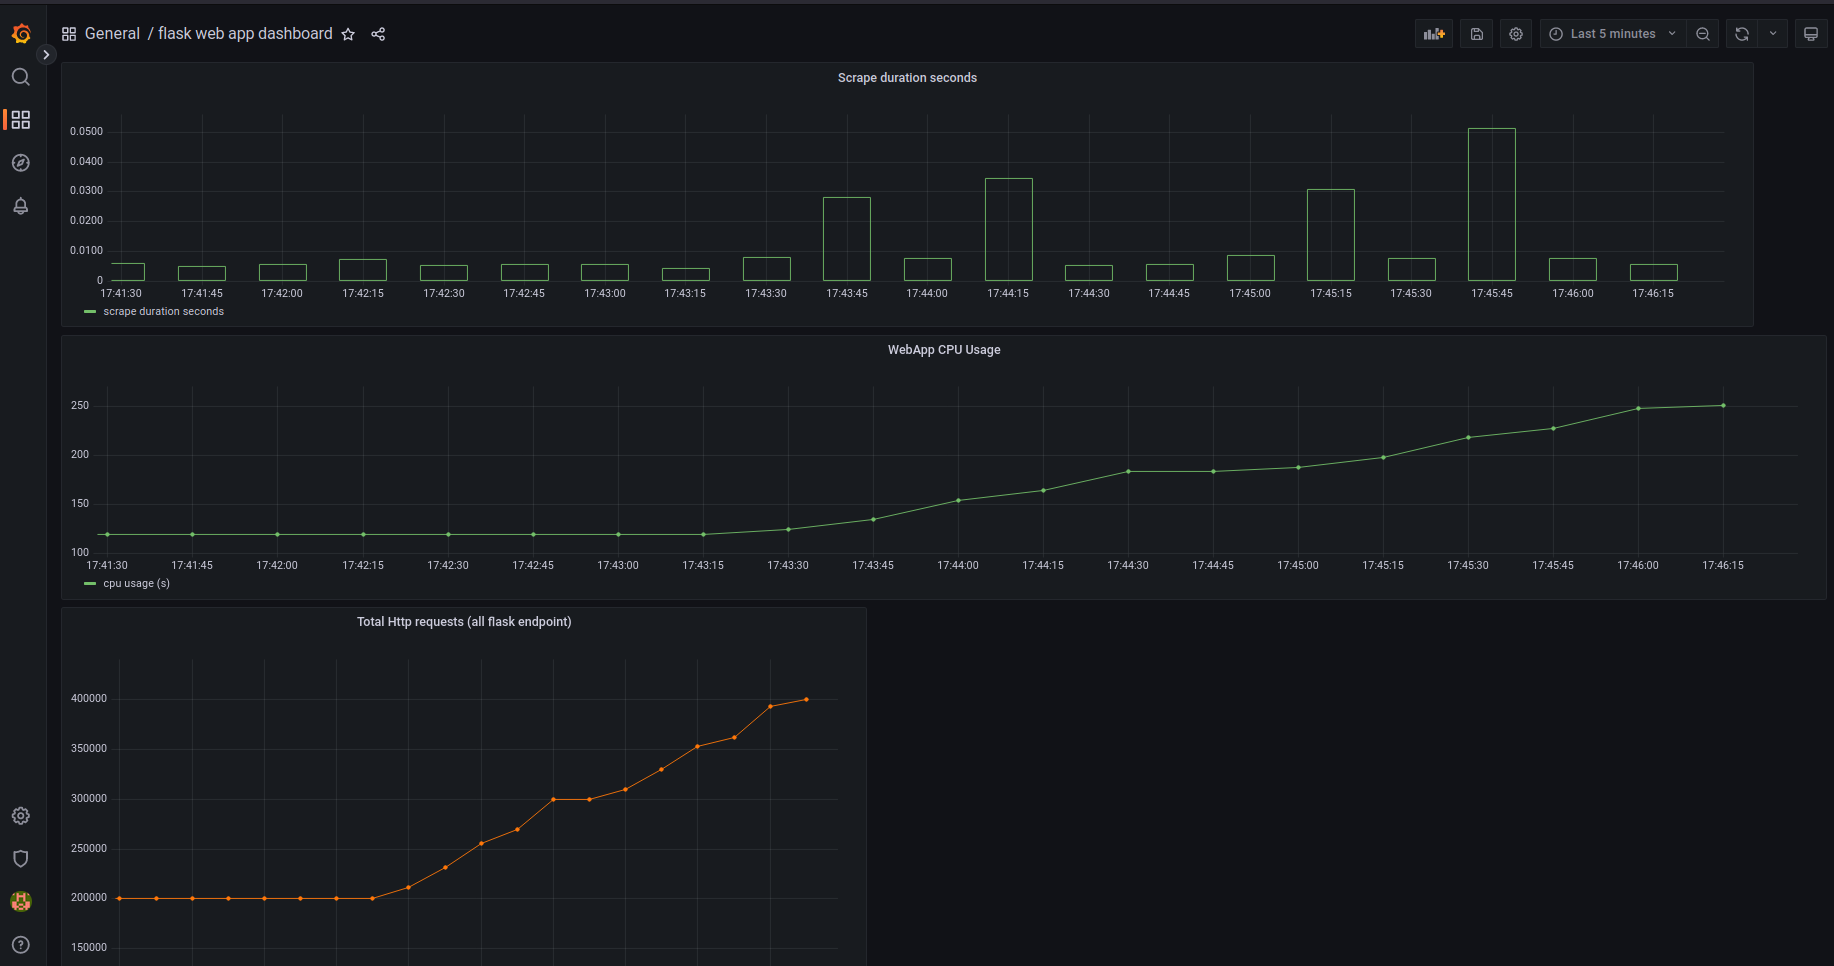 General / flask web app dashboard
Last 5 minutes
Scrape duration seconds
0.0500
0.0400
0.0300
0.0200
0.0100
0
17:41:30 17:41:45 17:42:00 17:42:15 17:42:30 17:42:45 17:43:00 17:43:15 17:43:30 17:43:45 17:44:00 17:44:15 17:44:30 17:44:45 17:45:00 17:45:15 17:45:30 17:45:45 17:46:00 17:46:15
scrape duration seconds
WebApp CPU Usage
250
200
150
100
17:41:30 17:41:45 17:42:00 17:42:15 17:42:30 17:42:45 17:43:00 17:43:15 17:43:30 17:43:45 17:44:00 17:44:15 17:44:30 17:44:45 17:45:00 17:45:15 17:45:30 17:45:45 17:46:00 17:46:15
cpu usage (s)
Total Http requests (all flask endpoint)
400000
350000
300000
250000
200000
150000